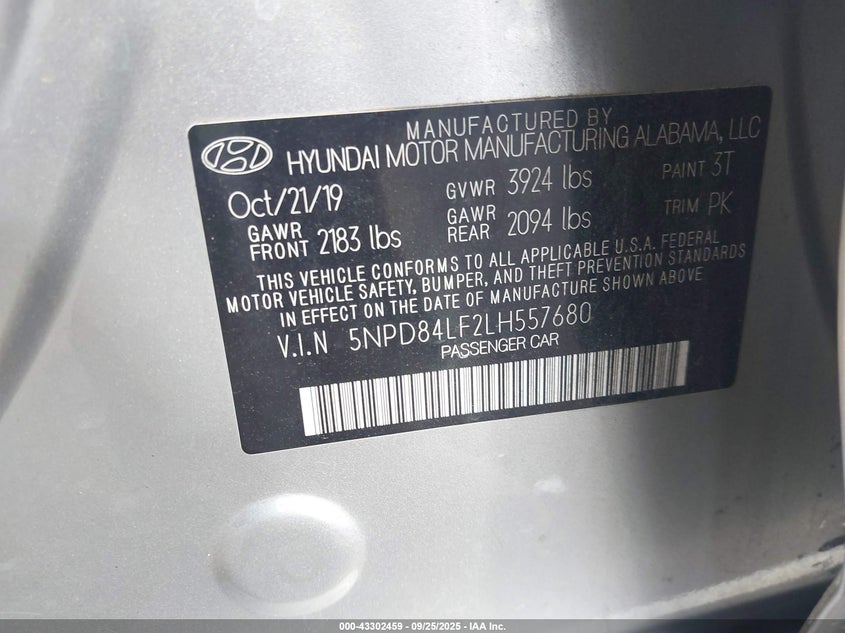 MANUFACTURED BY
HYUNDAI MOTOR MANUFACTURING ALABAMA, LLC
Oct/21/19 GVWR 3924 lbs PAINT 3T
GAWR FRONT 2183 lbs GAWR REAR 2094 lbs TRIM PK
THIS VEHICLE CONFORMS TO ALL APPLICABLE U.S.A. FEDERAL
MOTOR VEHICLE SAFETY, BUMPER, AND THEFT PREVENTION STANDARDS
IN EFFECT ON THE DATE OF MANUFACTURE SHOWN ABOVE
V.I.N 5NPD84LF2LH557680
PASSENGER CAR
000-43302459 - 09/25/2025 - IAA Inc.